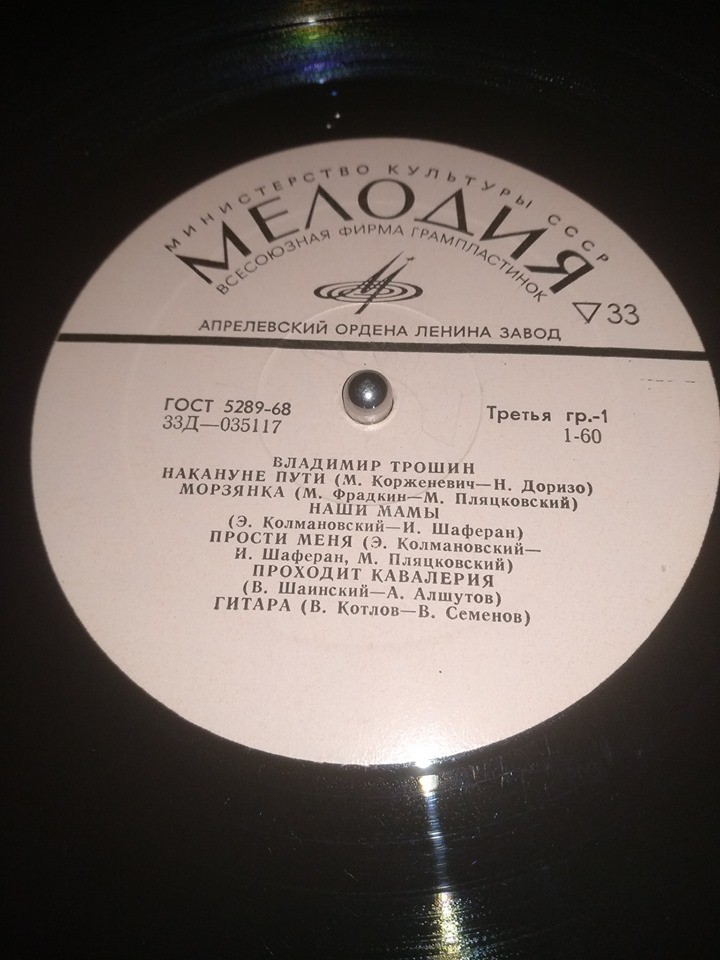 МИНИСТЕРСТВО КУЛЬТУРЫ СССР
МЕЛОДИЯ
ВСЕСОЮЗНАЯ ФИРМА ГРАМПЛАСТИНОК
33
АПРЕЛЕВСКИЙ ОРДЕНА ЛЕНИНА ЗАВОД
ГОСТ 5289-68
33Д—035117
Третья гр.-1
1-60
ВЛАДИМИР ТРОШИН
НАКАНУНЕ ПУТИ (М. Корженевич—Н. Доризо)
МОРЗЯНКА (М. Фрадкин—М. Пляцковский)
НАШИ МАМЫ
(Э. Колмановский—И. Шаферан)
ПРОСТИ МЕНЯ (Э. Колмановский—
И. Шаферан, М. Пляцковский)
ПРОХОДИТ КАВАЛЕРИЯ
(В. Шаинский—А. Алшутов)
ГИТАРА (В. Котлов—В. Семенов)